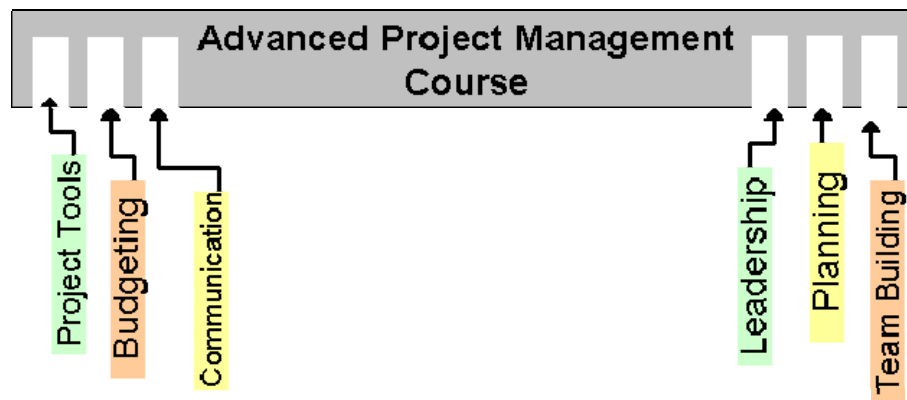 Advanced Project Management
Course
Project Tools
Budgeting
Communication
Leadership
Planning
Team Building